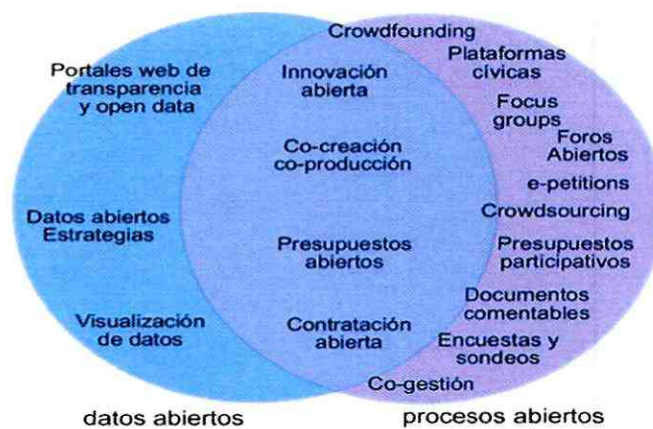 Crowdfounding
Portales web de
transparencia
y open data
Datos abiertos
Estrategias
Visualización
de datos
Innovación
abierta
Co-creación
co-producción
Presupuestos
abiertos
Contratación
abierta
Plataformas
cívicas
Focus
groups
Foros
Abiertos
e-petitions
Crowdsourcing
Presupuestos
participativos
Documentos
comentables
Encuestas y
sondeos
Co-gestión
datos abiertos
procesos abiertos